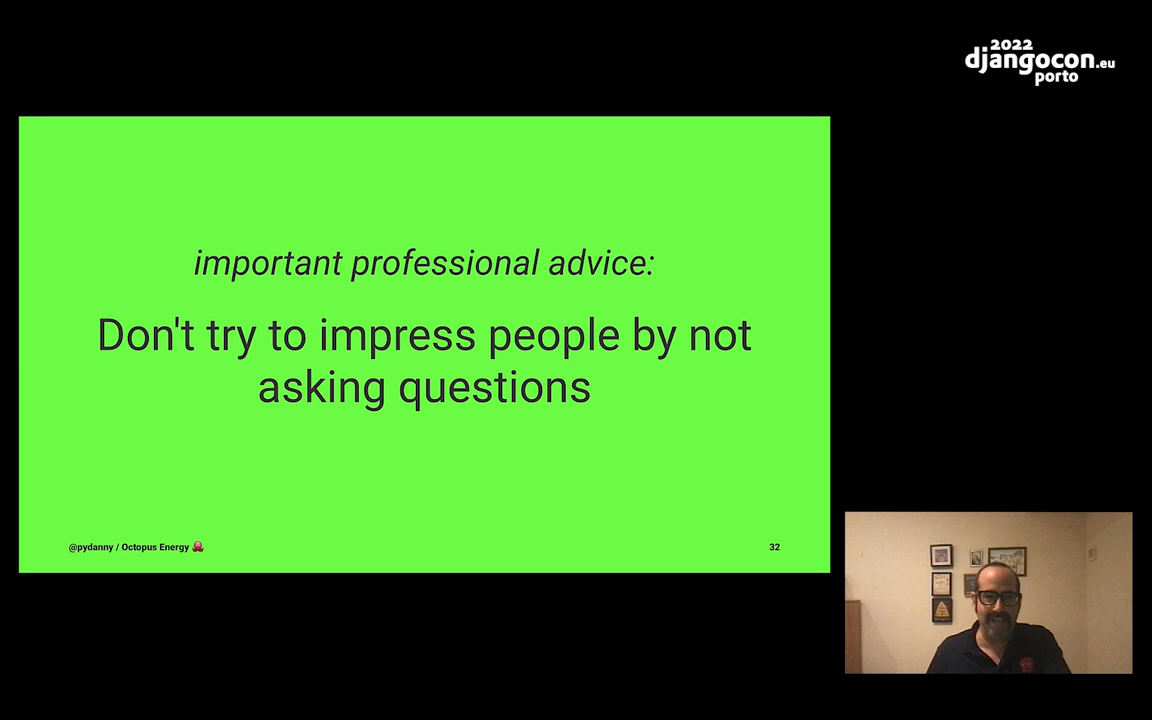 2022
djangocon.eu
porto
important professional advice:
Don't try to impress people by not
asking questions
@pydanny / Octopus Energy 🐙
32